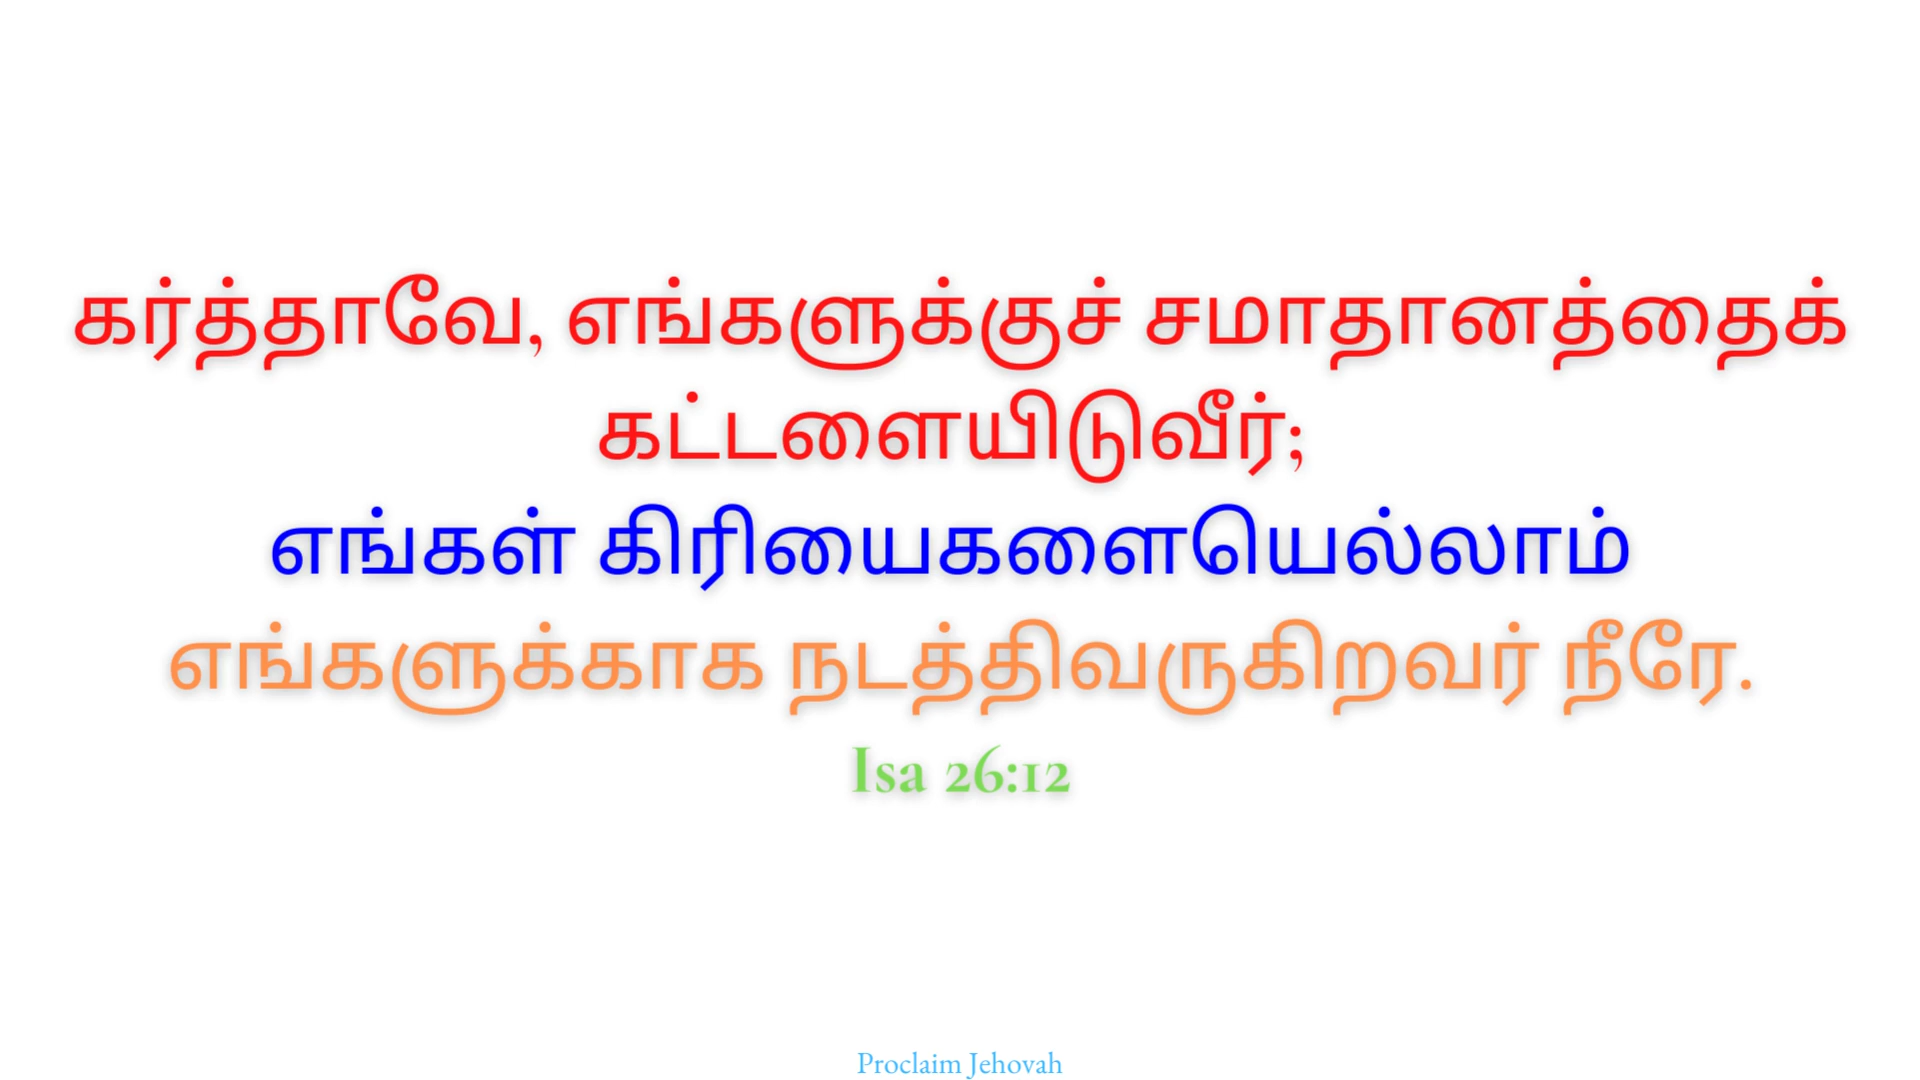 கர்த்தாவே, எங்களுக்குச் சமாதானத்தைக்
கட்டளையிடுவீர்;
எங்கள் கிரியைகளையெல்லாம்
எங்களுக்காக நடத்திவருகிறவர் நீரே.
Isa 26:12
Proclaim Jehovah